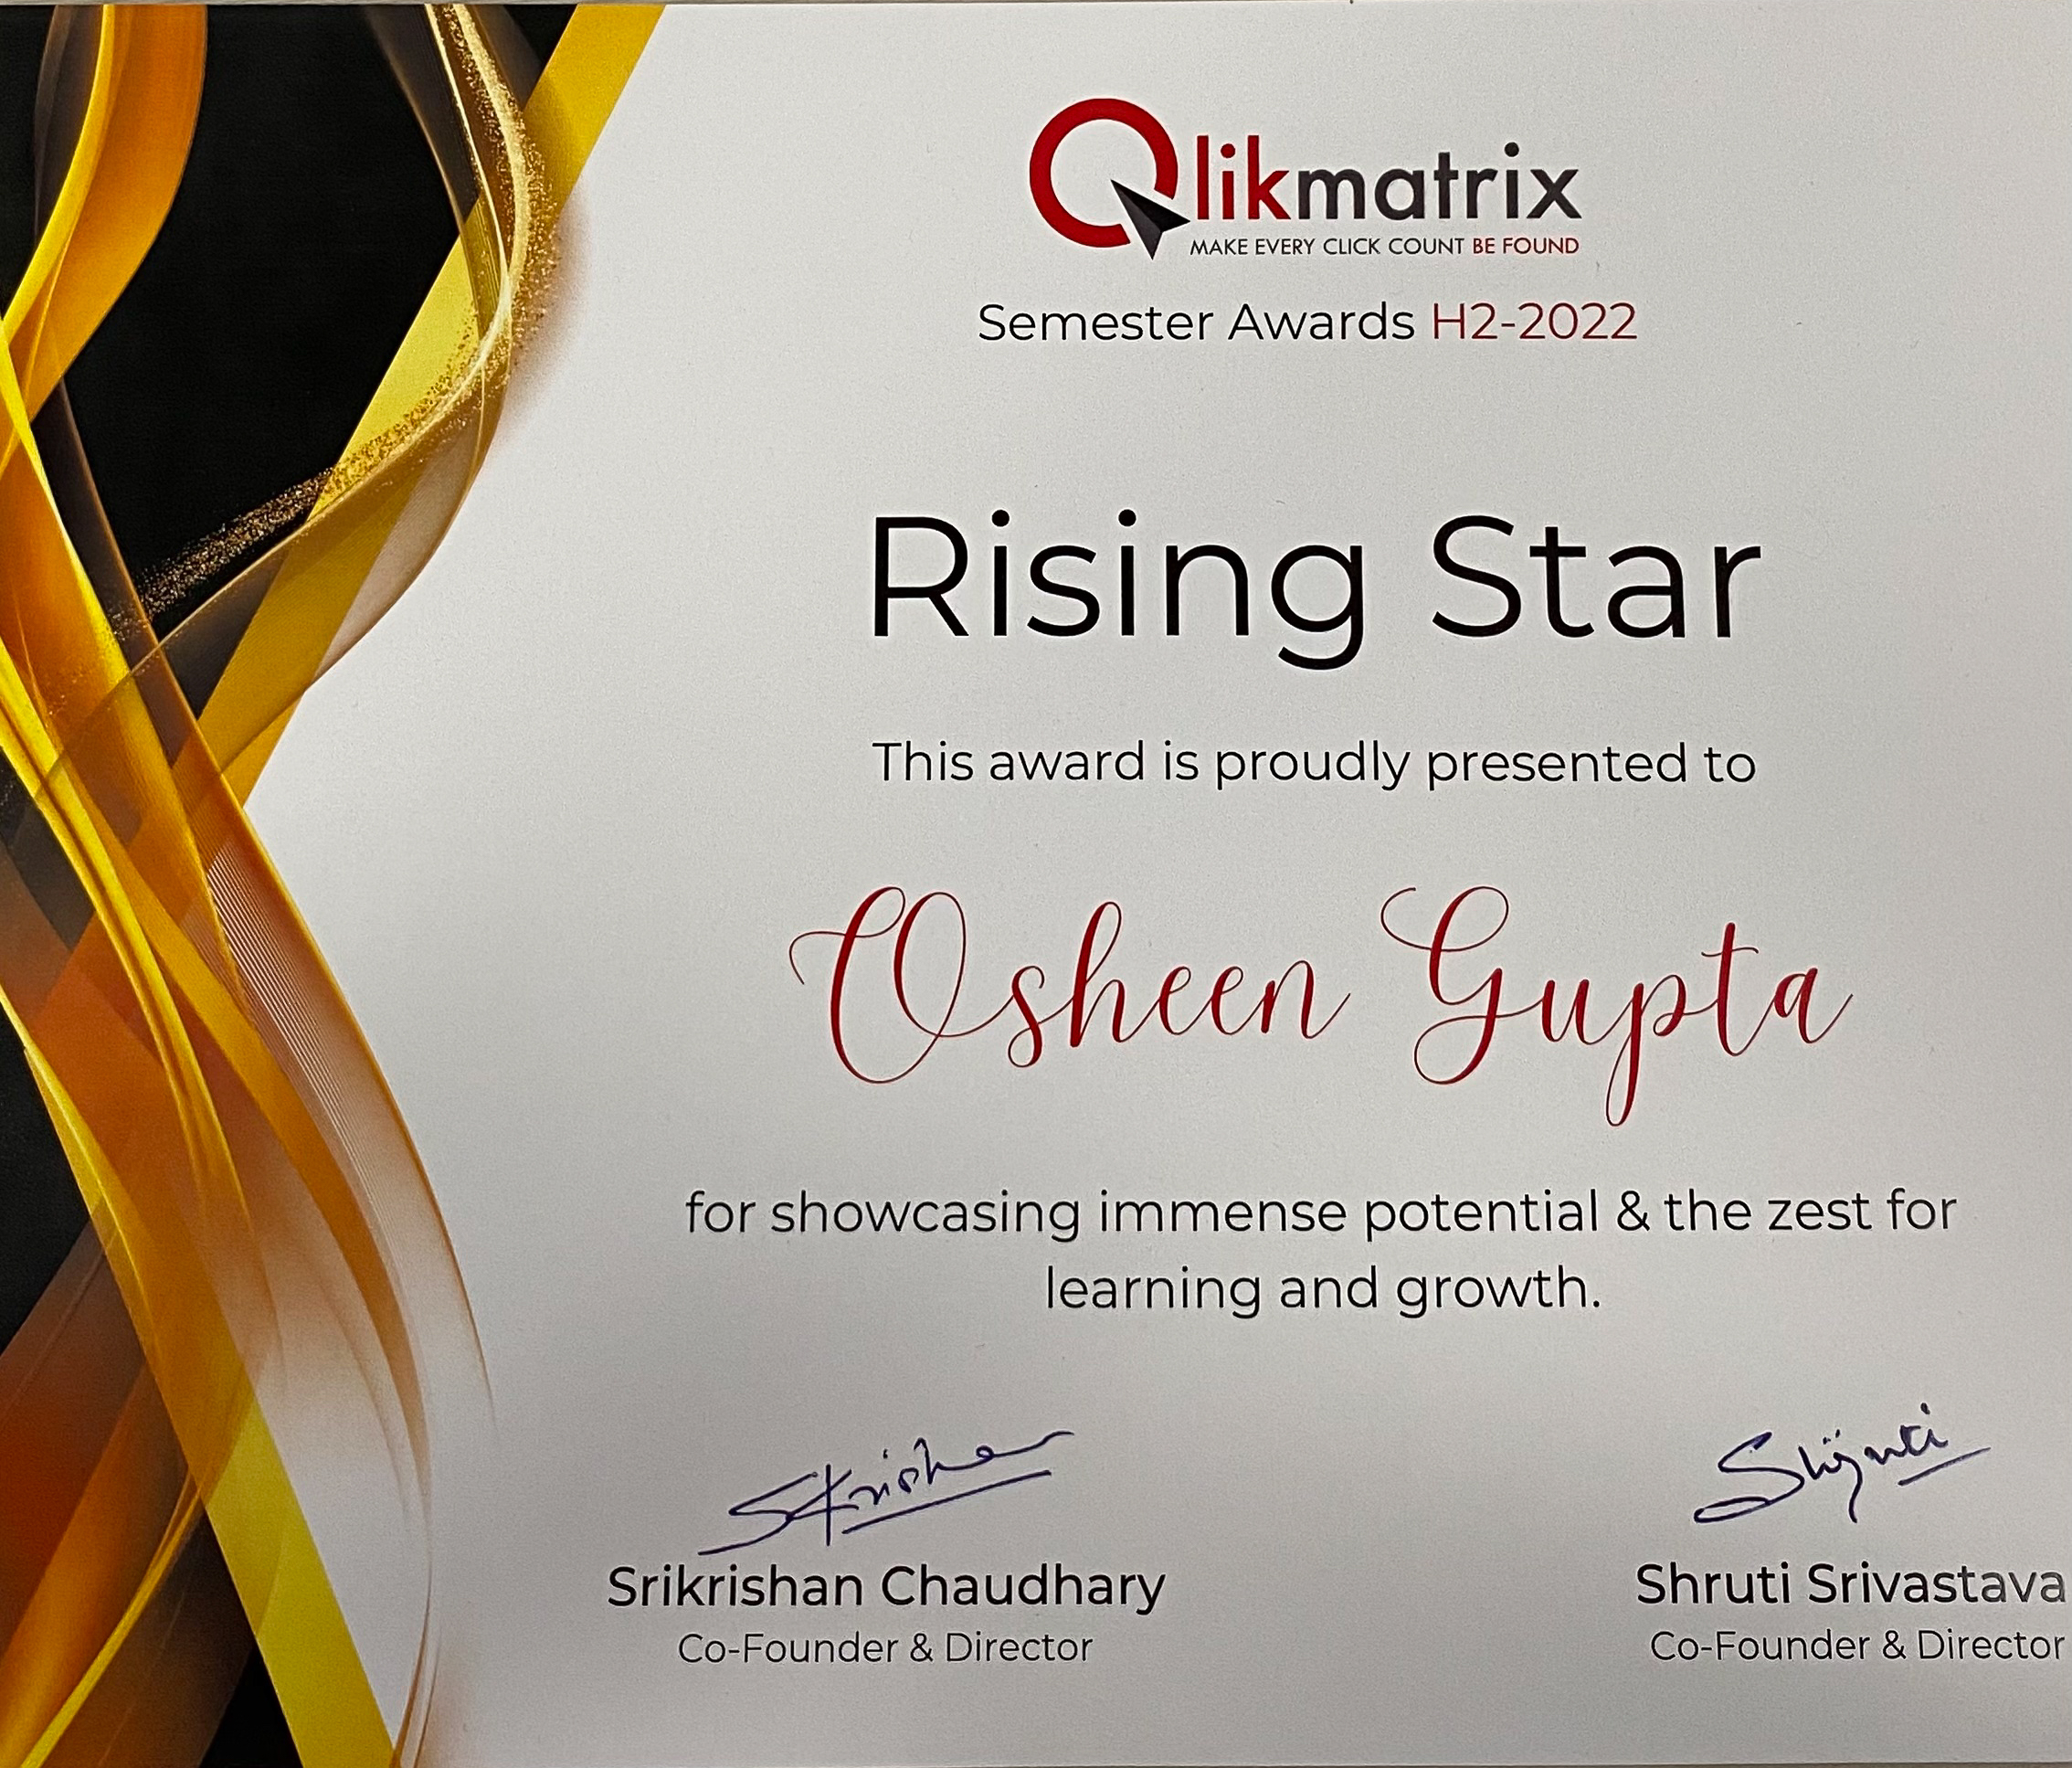 Qlikmatrix
MAKE EVERY CLICK COUNT BE FOUND
Semester Awards H2-2022
Rising Star
This award is proudly presented to
Osheen Gupta
for showcasing immense potential & the zest for
learning and growth.
Srikrishan
Shruti
Srikrishan Chaudhary
Shruti Srivastava
Co-Founder & Director
Co-Founder & Director